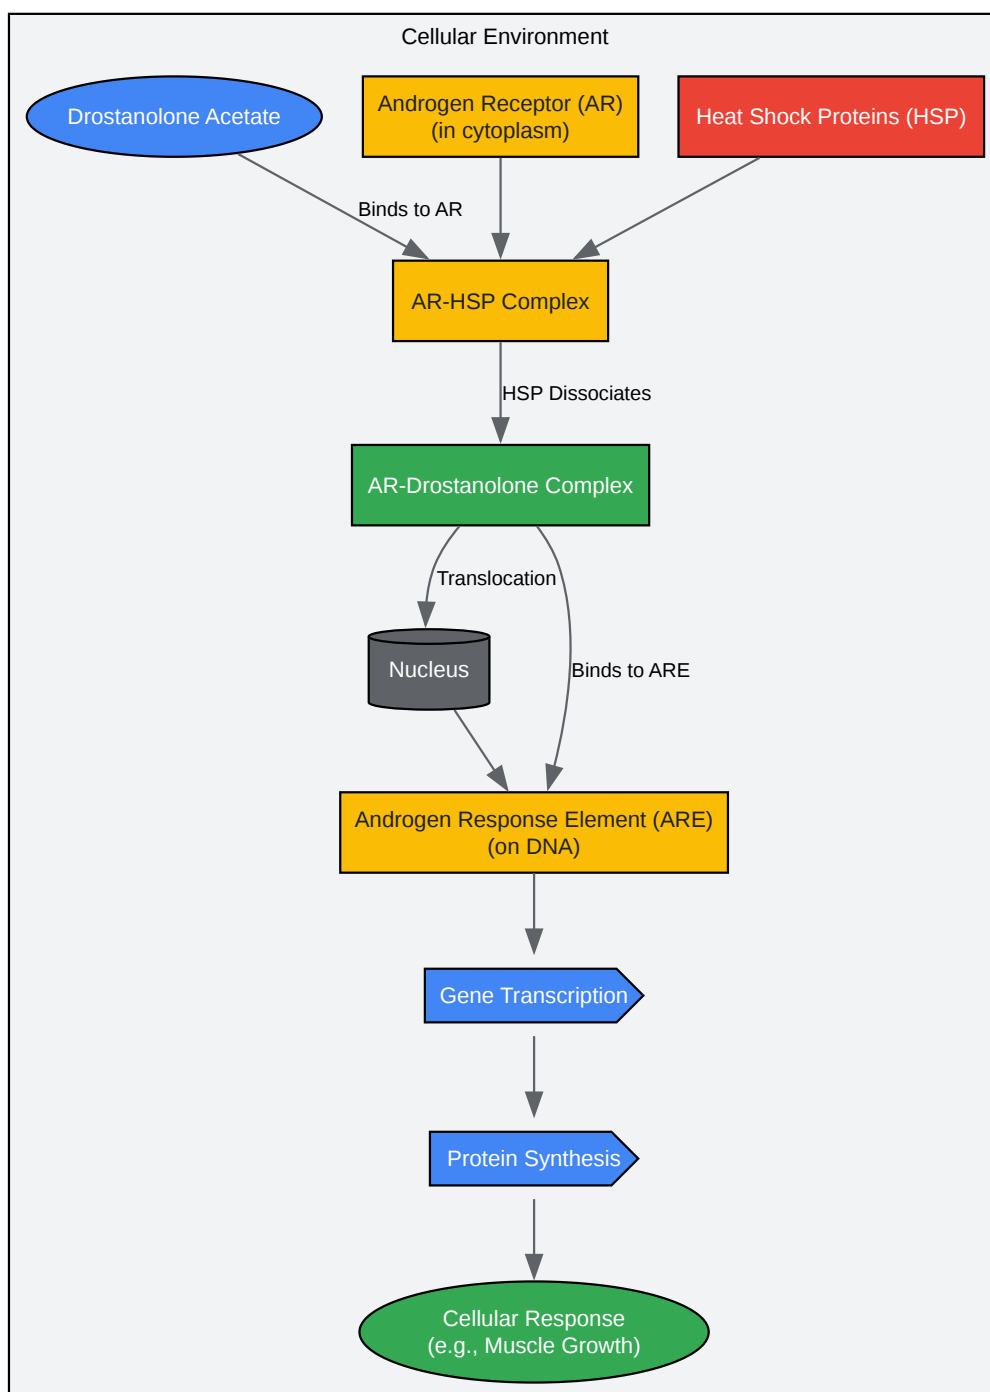 Cellular Environment
Drostanolone Acetate
Androgen Receptor (AR)
(in cytoplasm)
Heat Shock Proteins (HSP)
Binds to AR
AR-HSP Complex
HSP Dissociates
AR-Drostanolone Complex
Translocation
Nucleus
Binds to ARE
Androgen Response Element (ARE)
(on DNA)
Gene Transcription
Protein Synthesis
Cellular Response
(e.g., Muscle Growth)